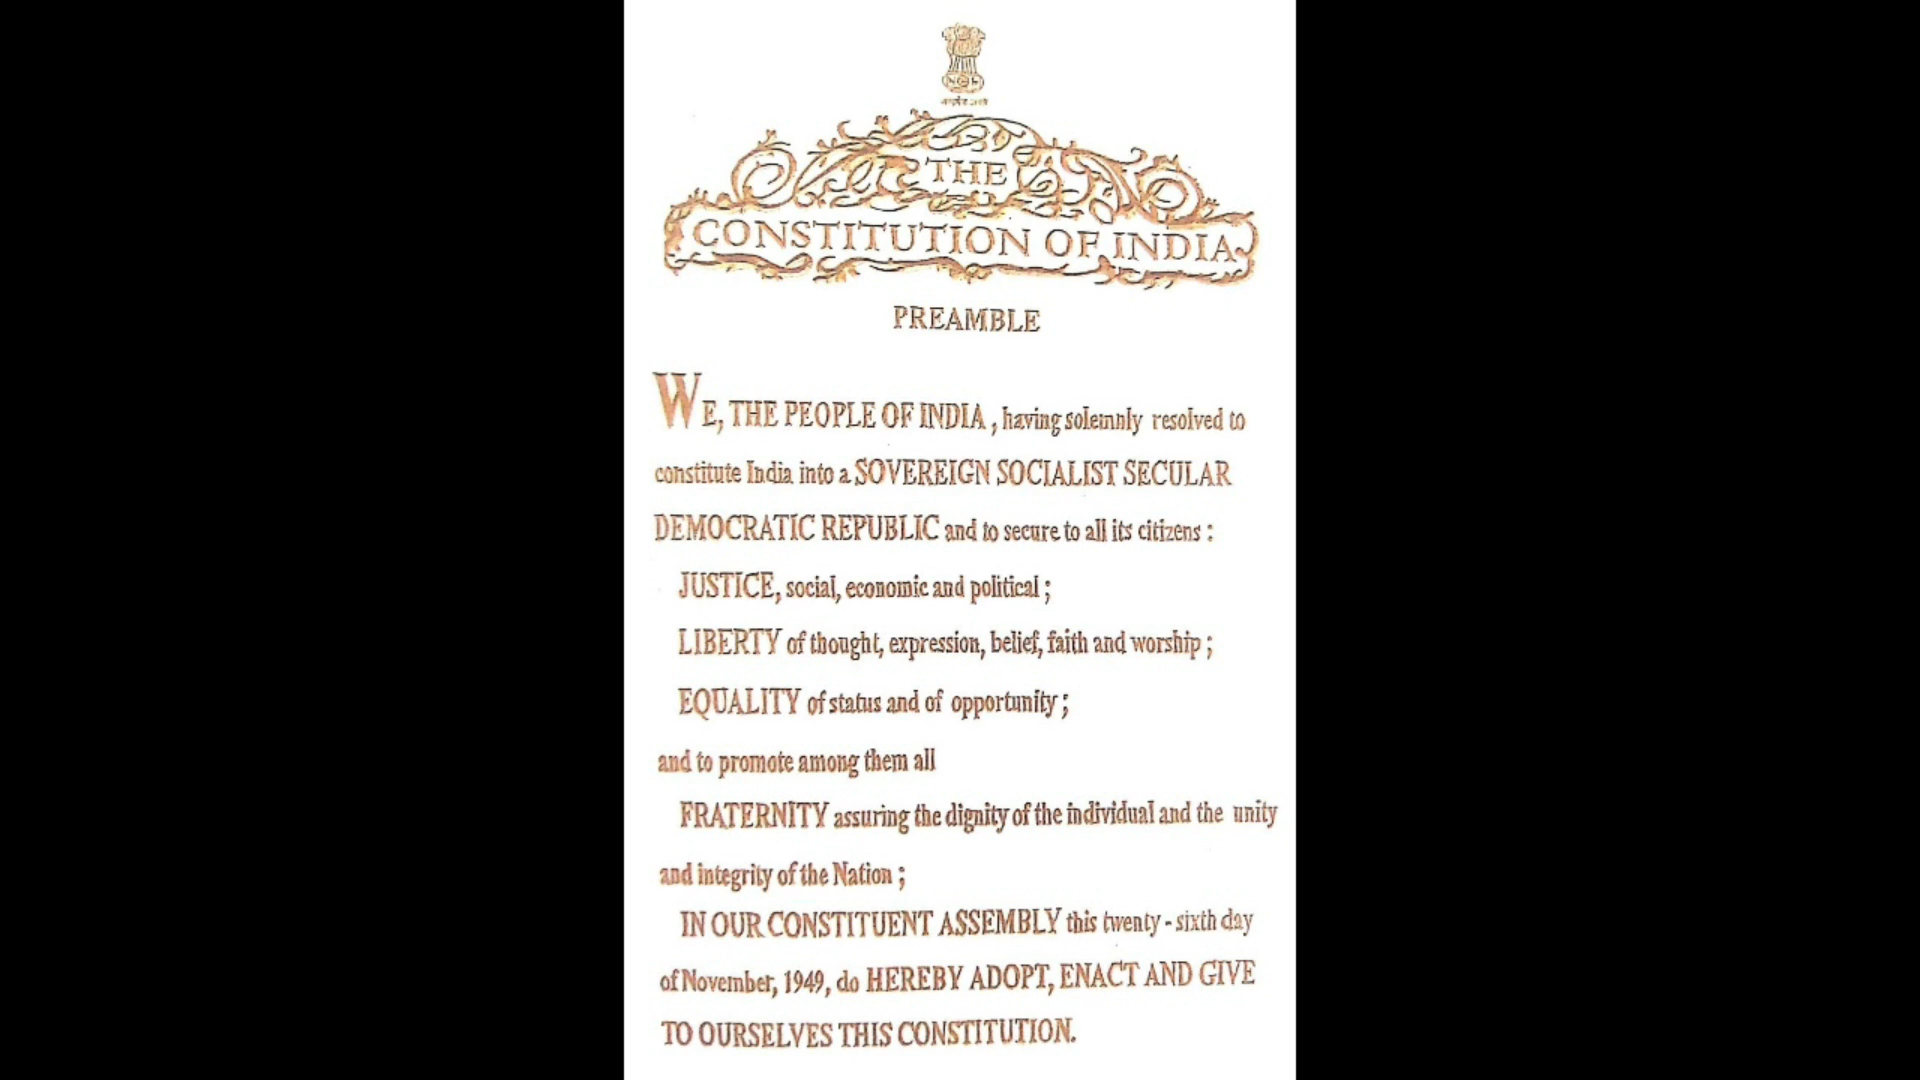 THE
CONSTITUTION OF INDIA
PREAMBLE
WE, THE PEOPLE OF INDIA , having solemnly resolved to
constitute India into a SOVEREIGN SOCIALIST SECULAR
DEMOCRATIC REPUBLIC and to secure to all its citizens :
JUSTICE, social, economic and political ;
LIBERTY of thought, expression, belief, faith and worship ;
EQUALITY of status and of opportunity ;
and to promote among them all
FRATERNITY assuring the dignity of the individual and the unity
and integrity of the Nation ;
IN OUR CONSTITUENT ASSEMBLY this twenty - sixth day
of November, 1949, do HEREBY ADOPT, ENACT AND GIVE
TO OURSELVES THIS CONSTITUTION.